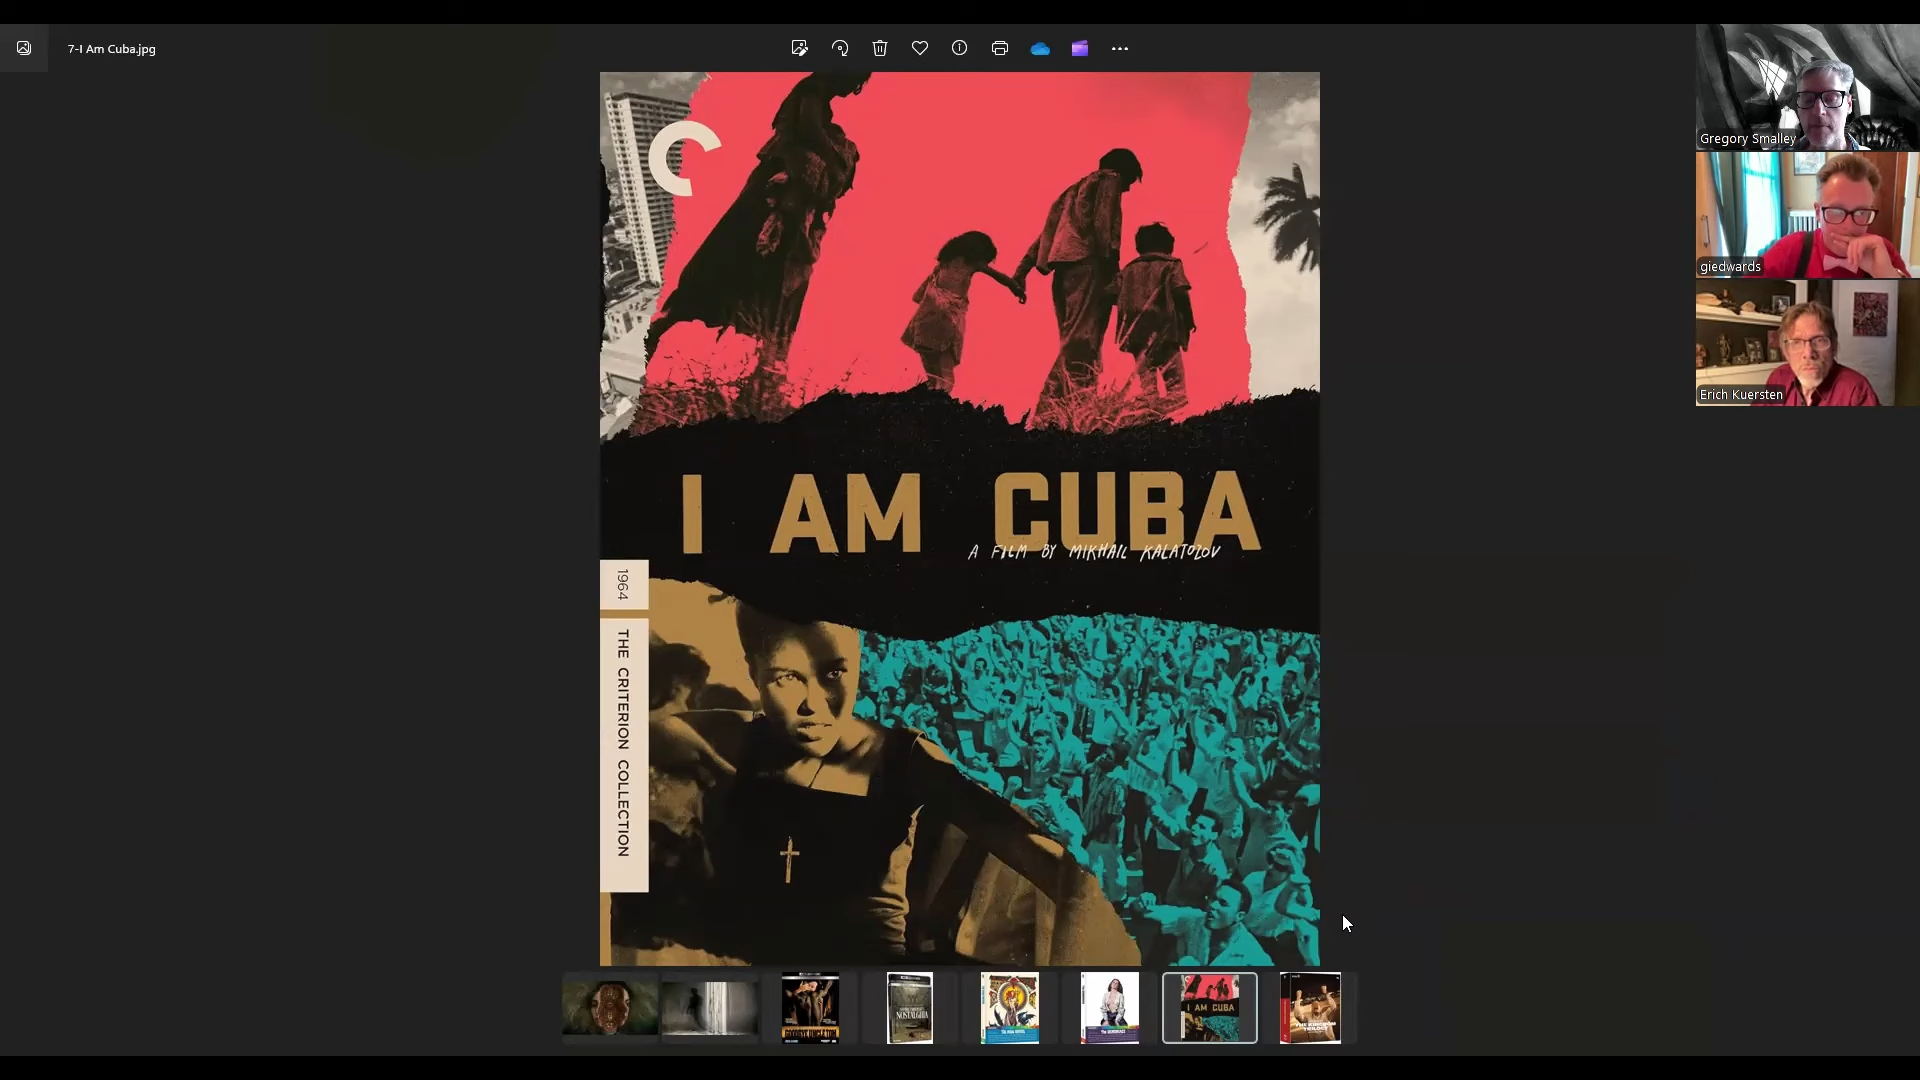 7-I Am Cuba.jpg
Gregory Smalley
giedwards
Erich Kuersten
I AM CUBA
A FILM BY MIKHAIL KALATOZOV
1964
THE CRITERION COLLECTION
NOSTALGHIA
I AM CUBA